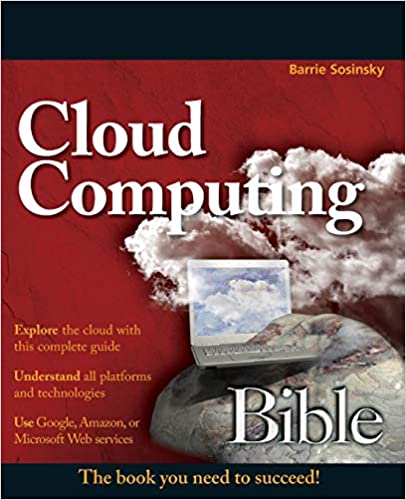 Barrie Sosinsky
Cloud
Computing
Explore the cloud with
this complete guide
Understand all platforms
and technologies
Use Google, Amazon, or
Microsoft Web services
Bible
The book you need to succeed!